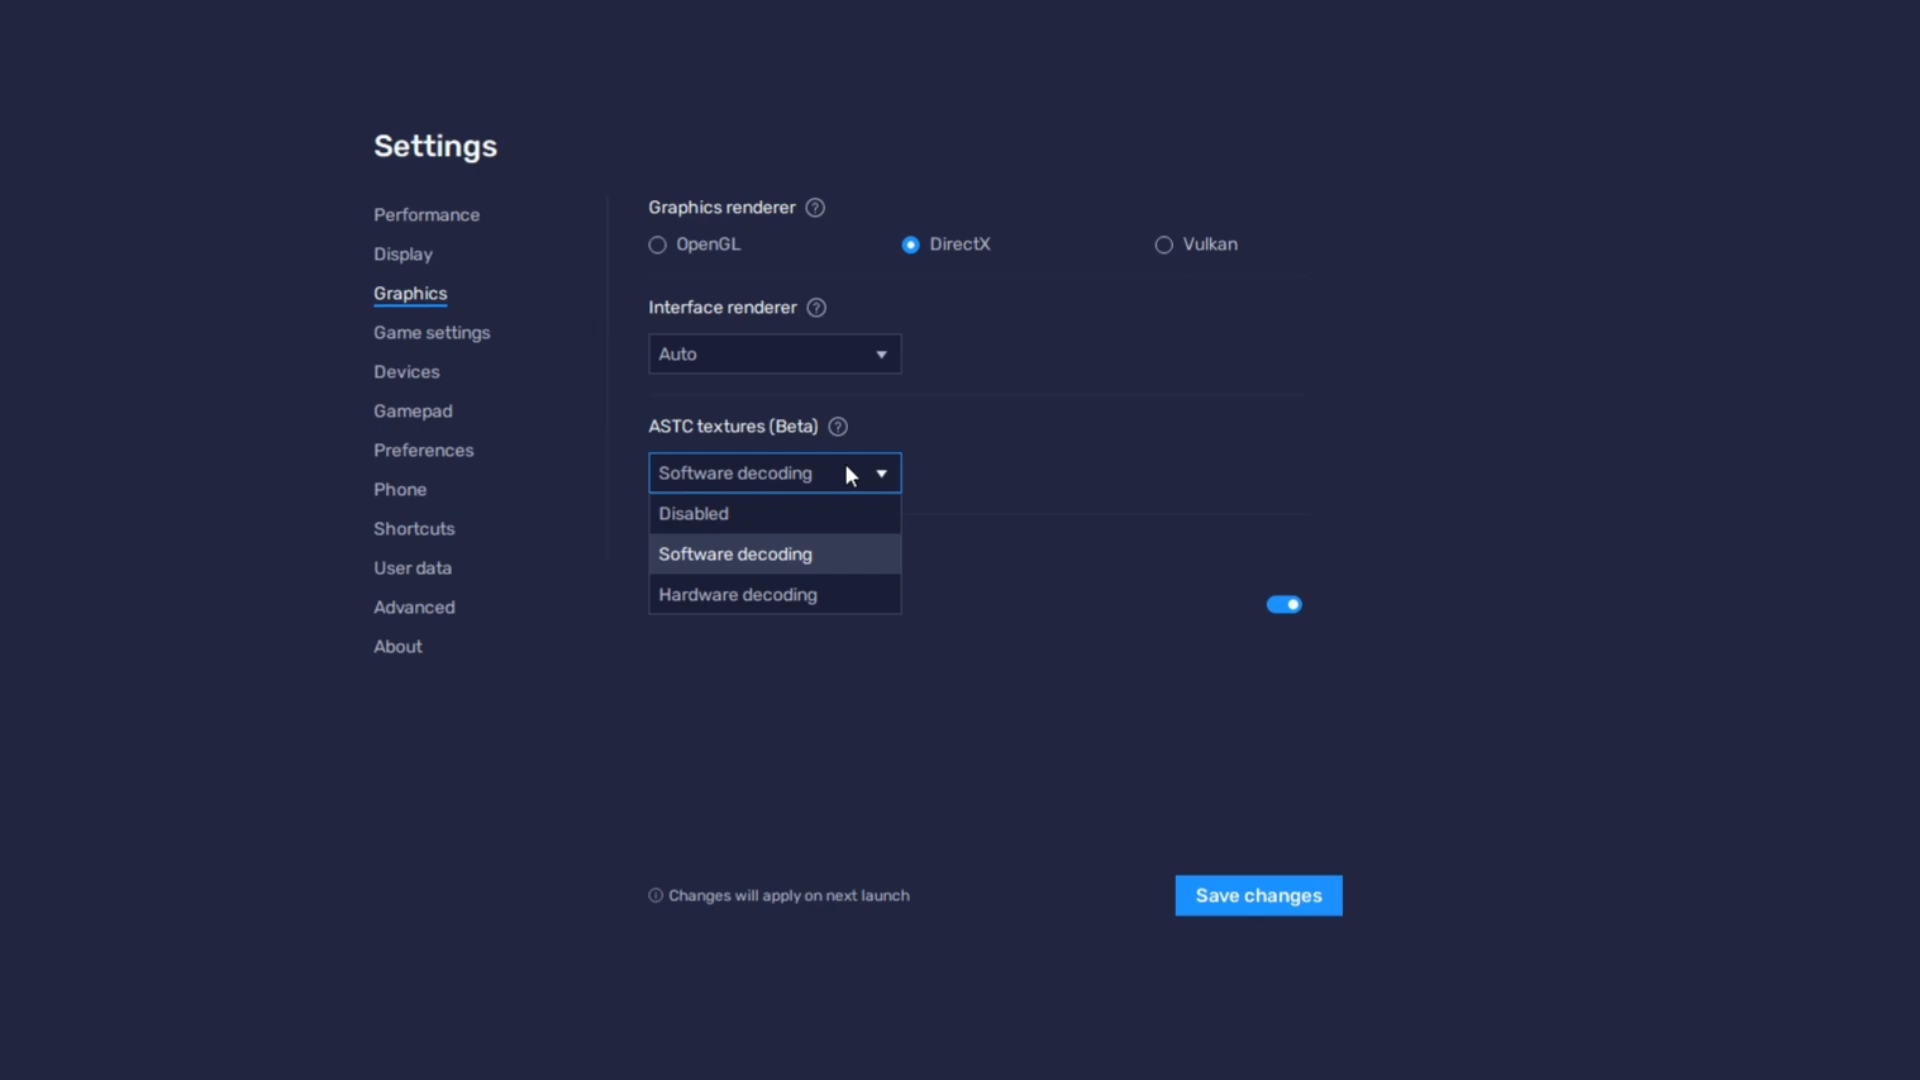 Settings
Performance
Display
Graphics
Game settings
Devices
Gamepad
Preferences
Phone
Shortcuts
User data
Advanced
About
Graphics renderer ?
OpenGL
DirectX
Vulkan
Interface renderer ?
Auto
ASTC textures (Beta) ?
Software decoding
Disabled
Software decoding
Hardware decoding
Changes will apply on next launch
Save changes